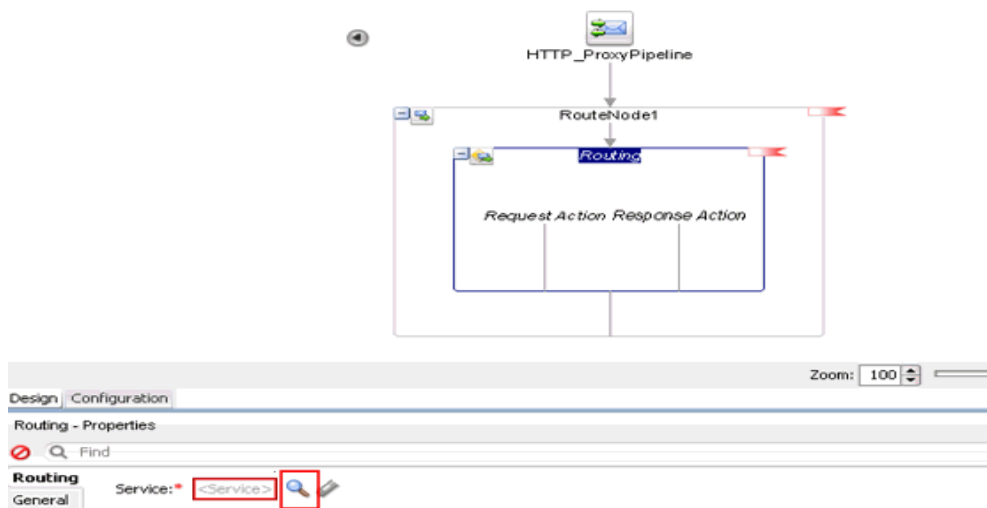 HTTP_ProxyPipeline
RouteNode1
Routing
Request Action Response Action
Zoom: 100
Design Configuration
Routing - Properties
Find
Routing
Service:* <Service>
General